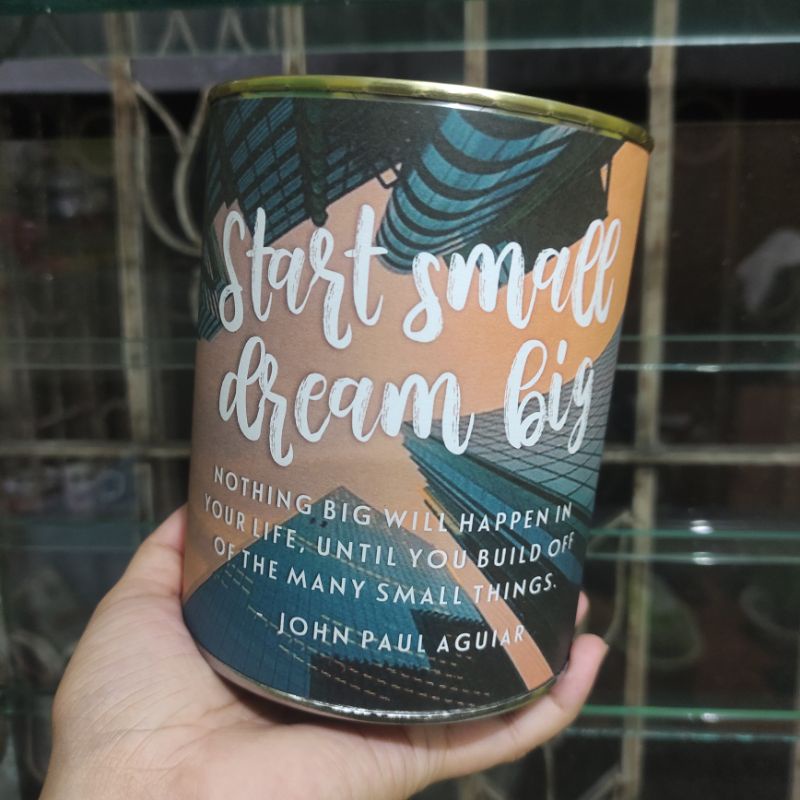 Start small
dream big
NOTHING BIG WILL HAPPEN IN
YOUR LIFE, UNTIL YOU BUILD OFF
OF THE MANY SMALL THINGS.
- JOHN PAUL AGUIAR